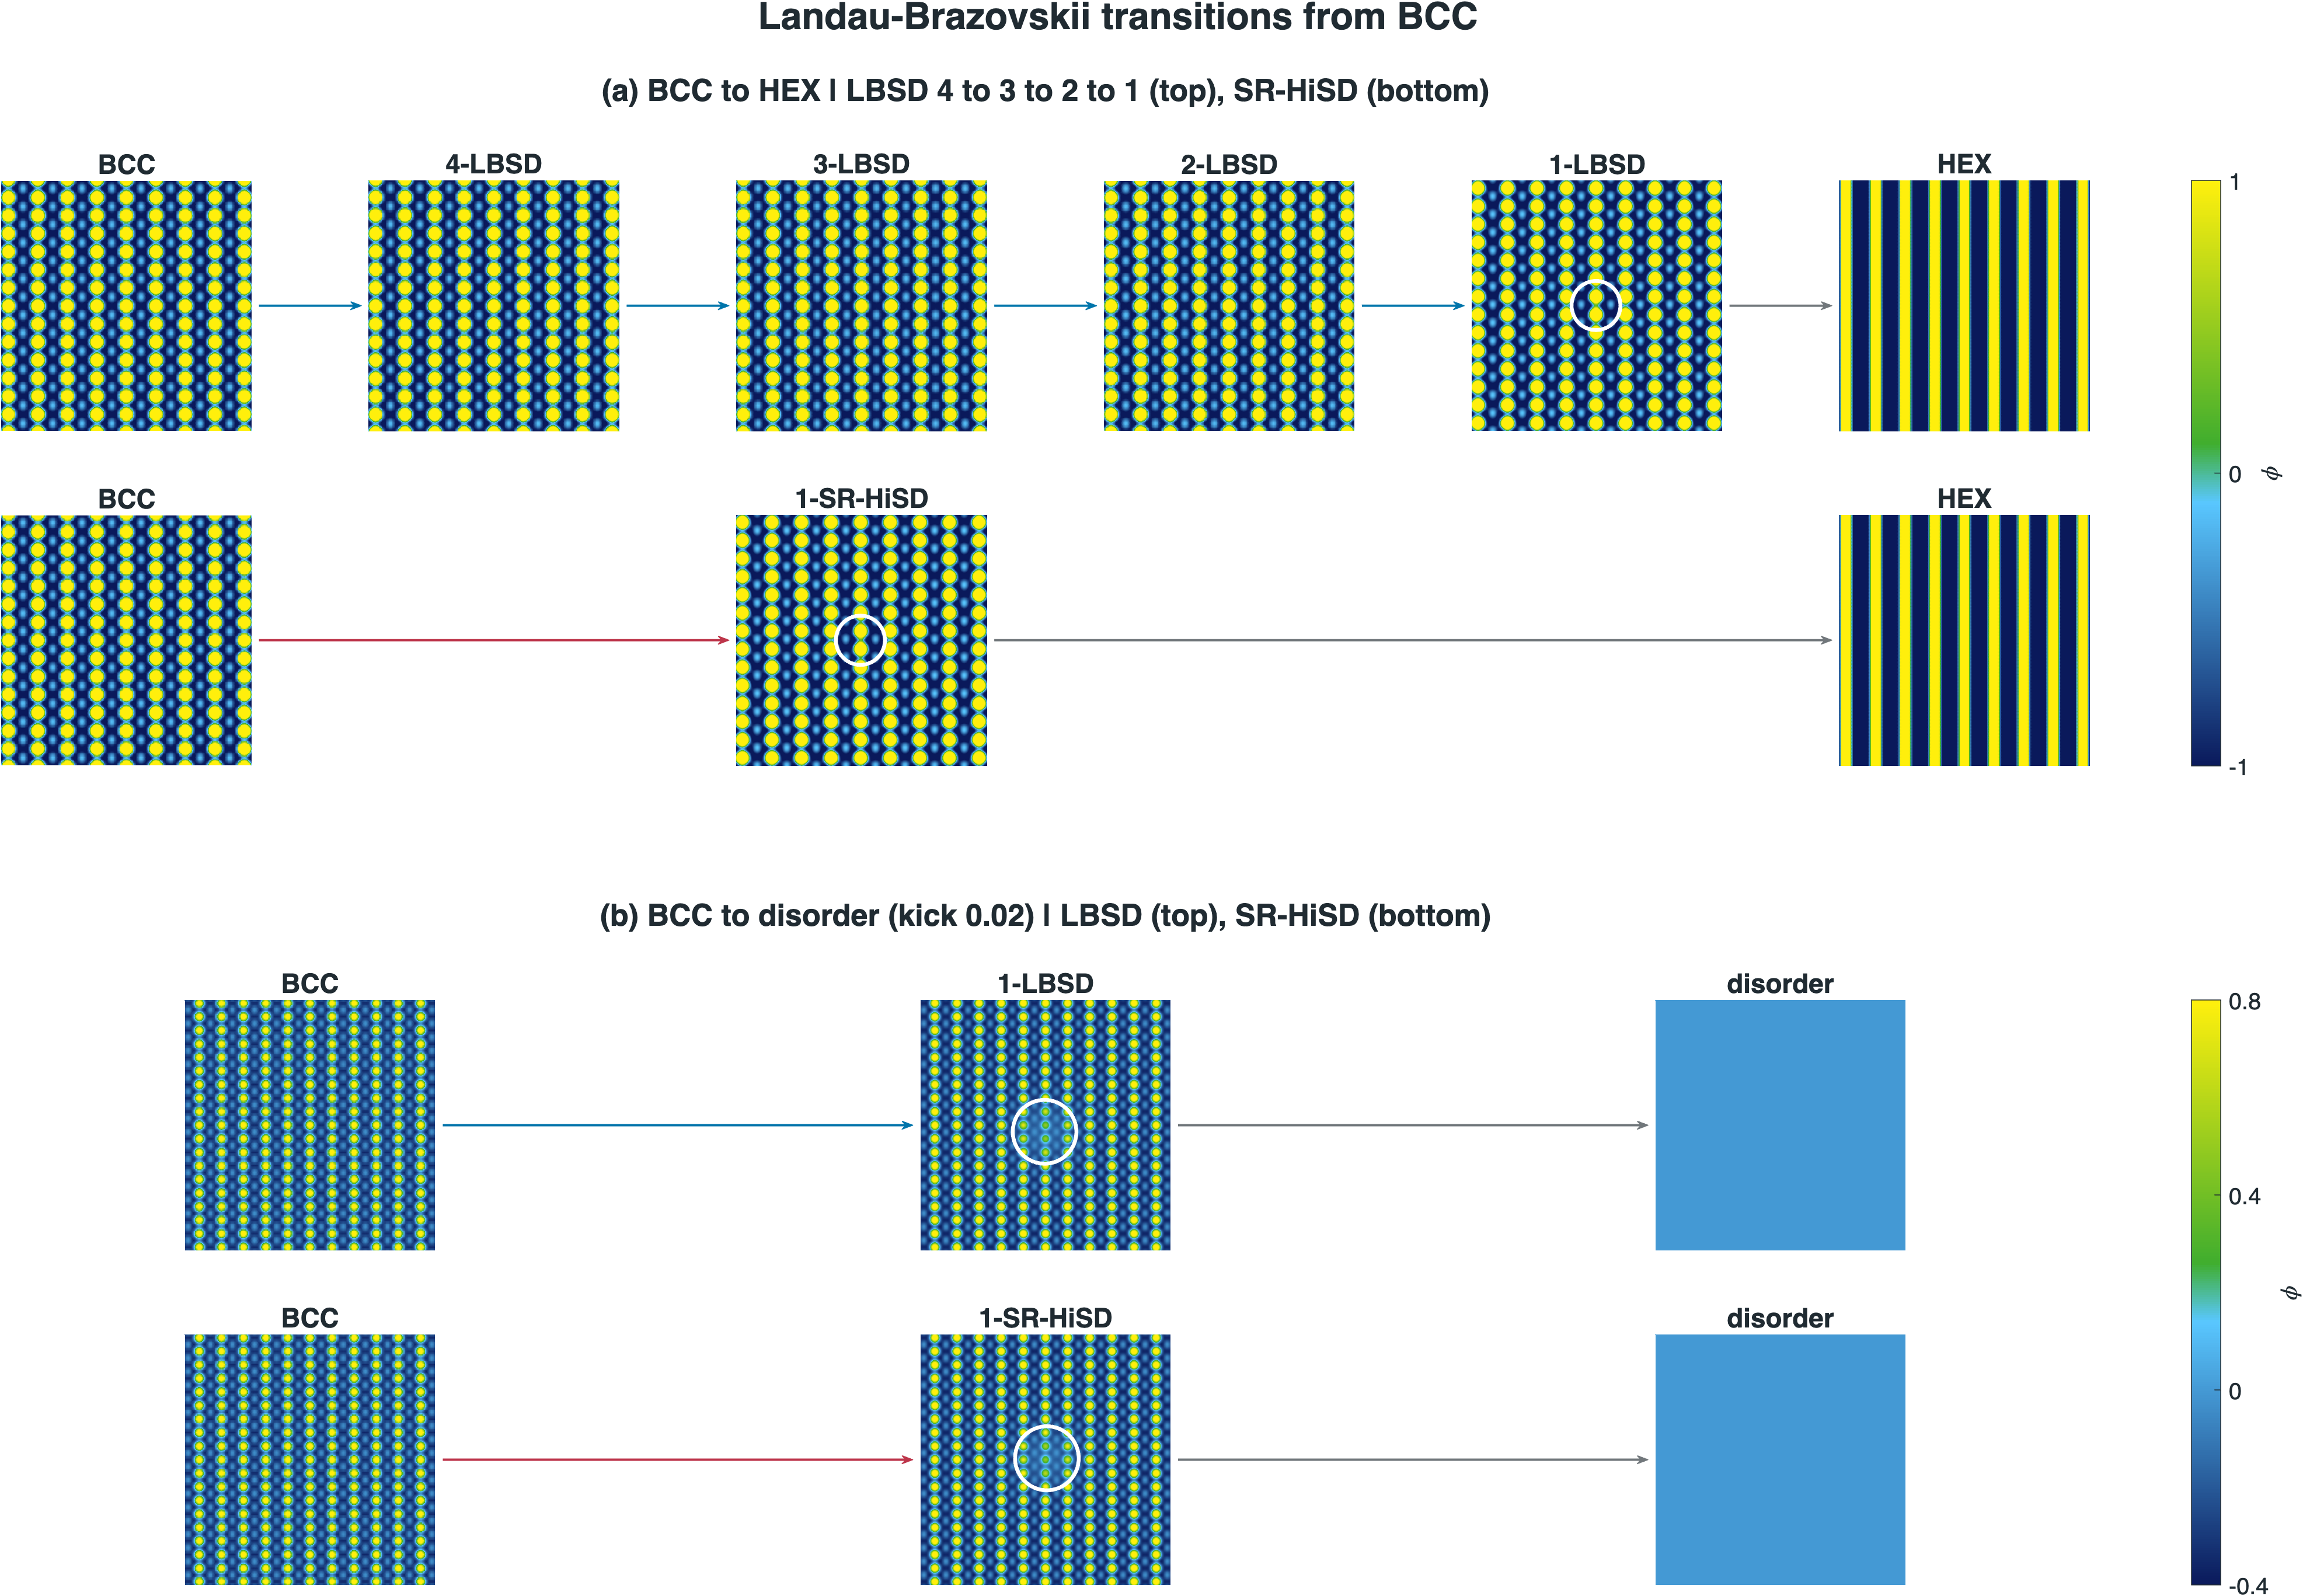 Landau-Brazovskii transitions from BCC
(a) BCC to HEX | LBSD 4 to 3 to 2 to 1 (top), SR-HiSD (bottom)
BCC 4-LBSD 3-LBSD 2-LBSD 1-LBSD HEX
1
0
ϕ
-1
BCC 1-SR-HiSD HEX
(b) BCC to disorder (kick 0.02) | LBSD (top), SR-HiSD (bottom)
BCC 1-LBSD disorder
0.8
0.4
0
-0.4
ϕ
BCC 1-SR-HiSD disorder